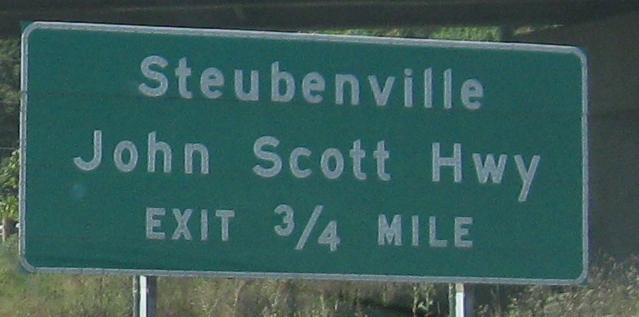 Steubenville
John Scott Hwy
EXIT 3/4 MILE